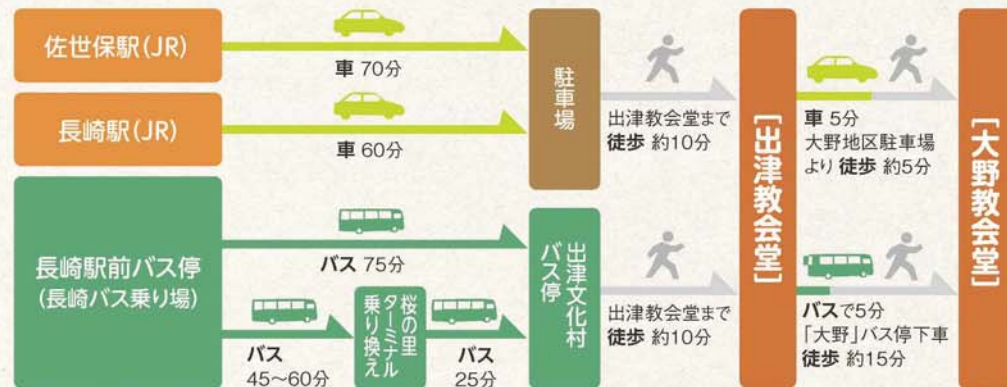 佐世保駅(JR)
車 70分
長崎駅(JR)
車 60分
駐車場
出津教会堂まで
徒歩 約10分
[出津教会堂]
車 5分
大野地区駐車場
より 徒歩 約5分
[大野教会堂]
長崎駅前バス停
(長崎バス乗り場)
バス 75分
バス
45～60分
桜の里
ターミナル
乗り換え
バス
25分
出津文化村
バス停
出津教会堂まで
徒歩 約10分
バスで5分
「大野」バス停下車
徒歩 約15分